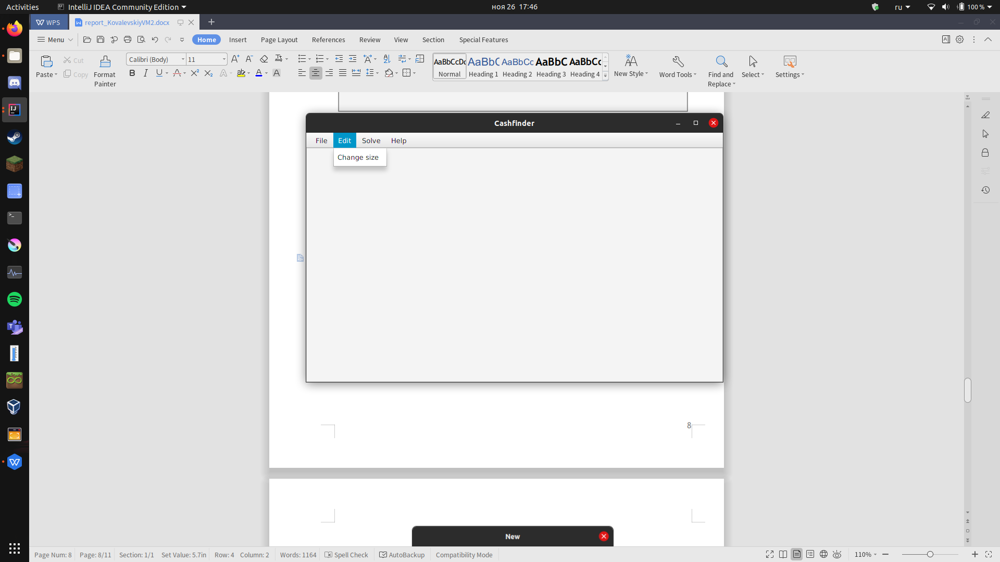 Activities
IntelliJ IDEA Community Edition
ноя 26 17:46
ru
100 %
WPS
report_KovalevskiyVM2.docx
Menu
Home
Insert
Page Layout
References
Review
View
Section
Special Features
Paste
Cut
Copy
Format
Painter
Calibri (Body)
11
AaBbCcDc
Normal
AaBbC
Heading 1
AaBbCc
Heading 2
AaBbC
Heading 3
AaBbCc
Heading 4
New Style
Word Tools
Find and
Replace
Select
Settings
Cashfinder
File
Edit
Solve
Help
Change size
8
New
Page Num: 8
Page: 8/11
Section: 1/1
Set Value: 5.7in
Row: 4
Column: 2
Words: 1164
Spell Check
AutoBackup
Compatibility Mode
110%